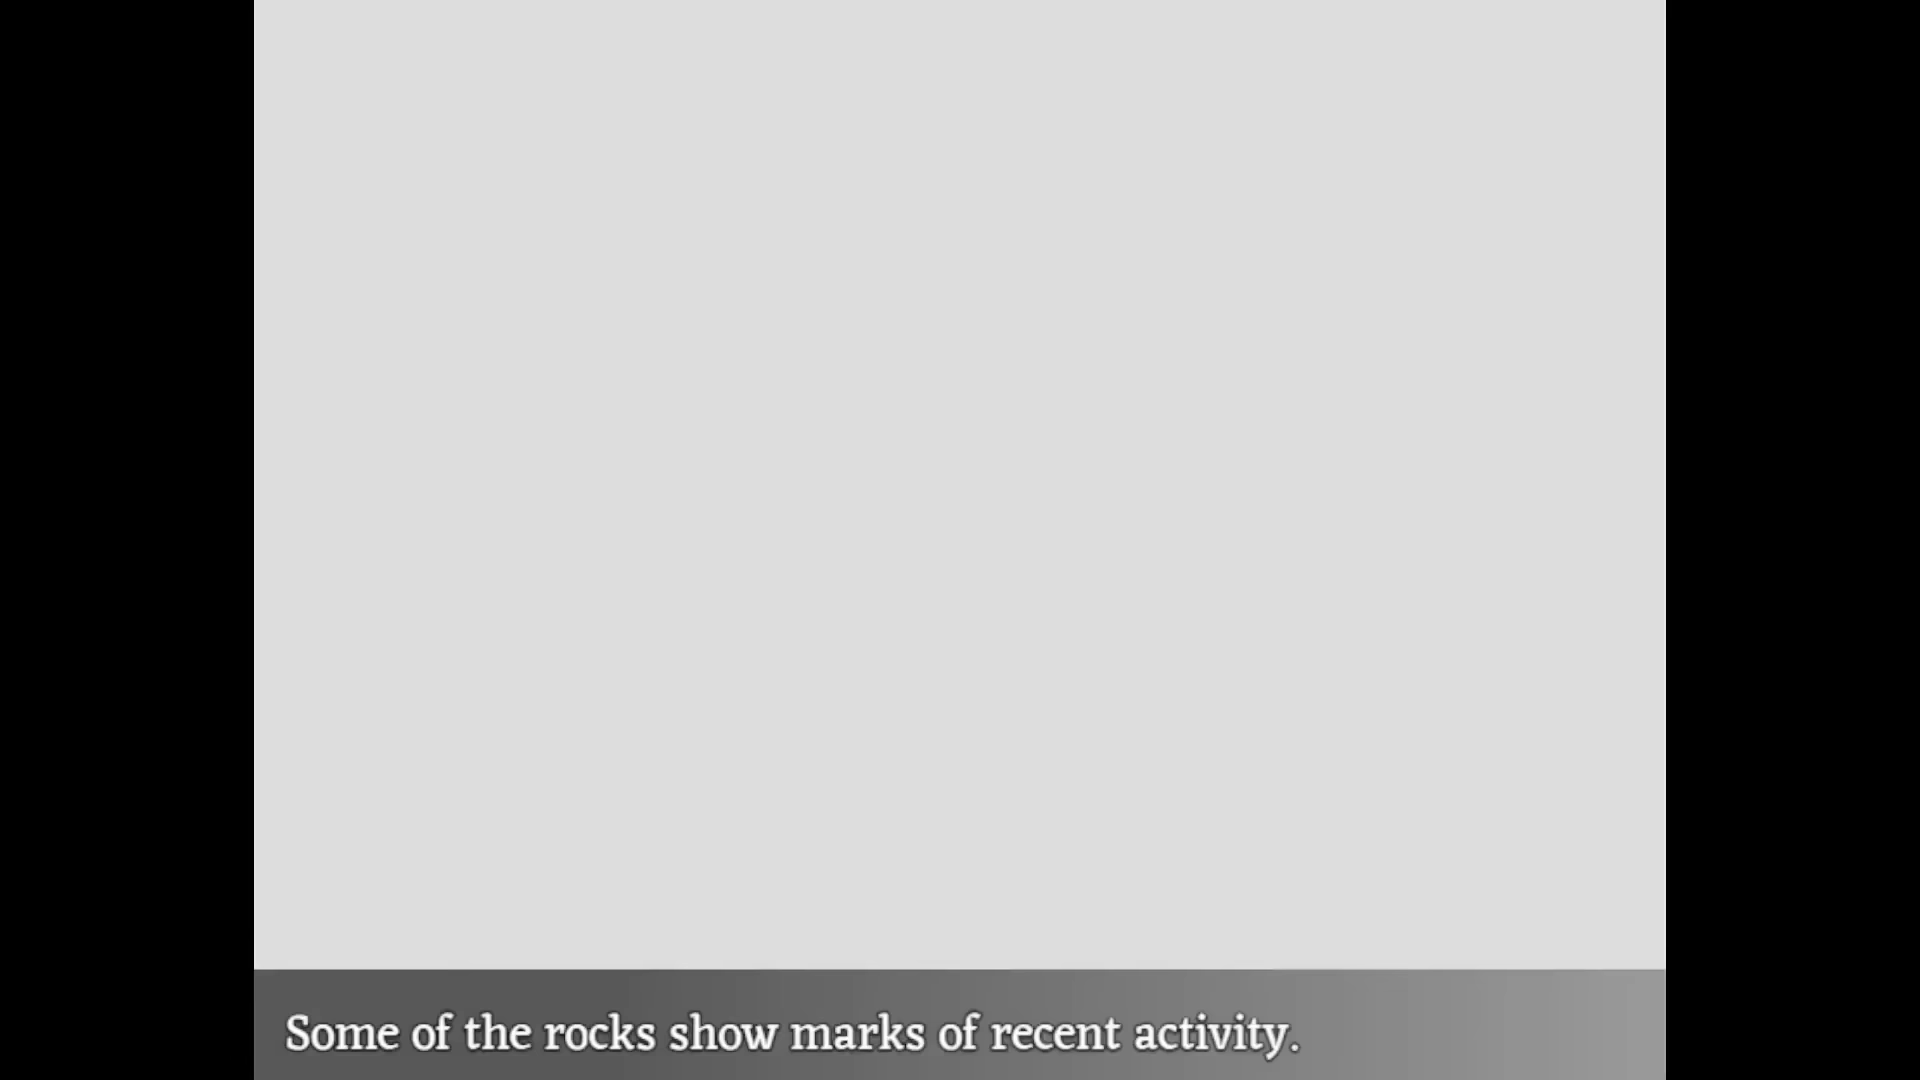 Some of the rocks show marks of recent activity.